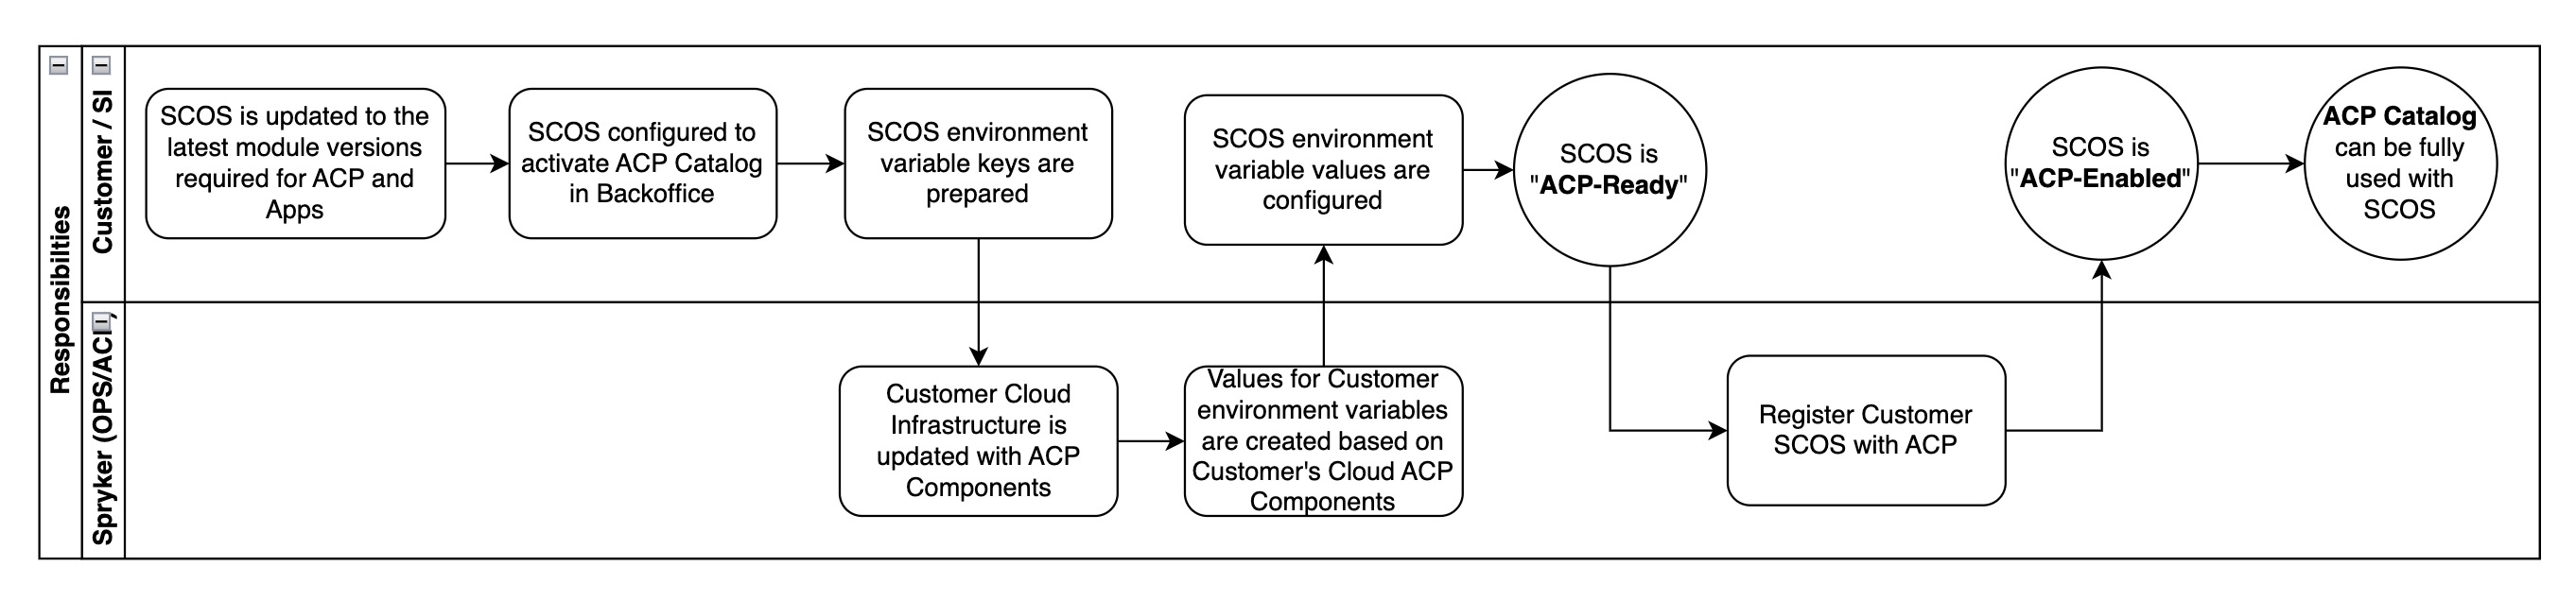 Responsibilties
Customer / SI
SCOS is updated to the
latest module versions
required for ACP and
Apps
SCOS configured to
activate ACP Catalog
in Backoffice
SCOS environment
variable keys are
prepared
SCOS environment
variable values are
configured
SCOS is
"ACP-Ready"
SCOS is
"ACP-Enabled"
ACP Catalog
can be fully
used with
SCOS
Spryker (OPS/ACI)
Customer Cloud
Infrastructure is
updated with ACP
Components
Values for Customer
environment variables
are created based on
Customer's Cloud ACP
Components
Register Customer
SCOS with ACP